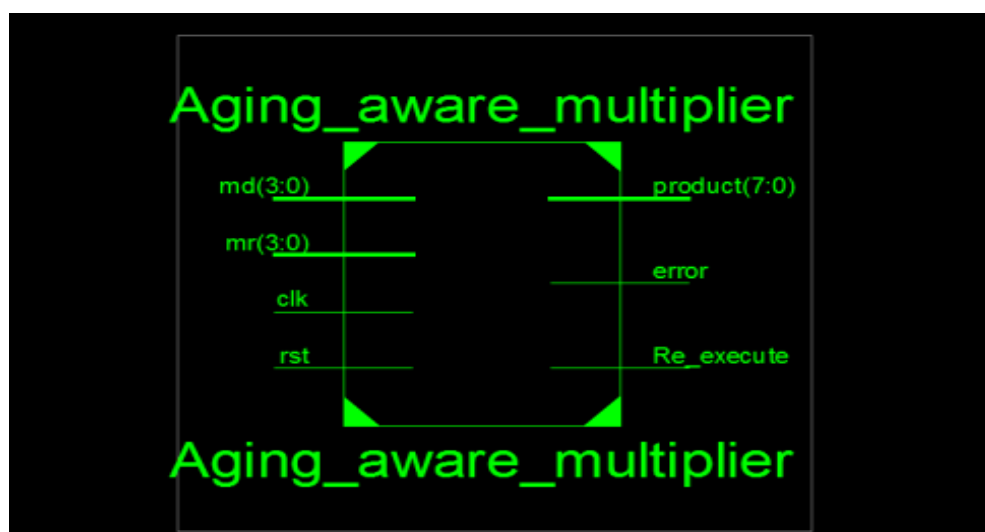 Aging_aware_multiplier
md(3:0)
product(7:0)
mr(3:0)
error
clk
rst
Re_execute
Aging_aware_multiplier